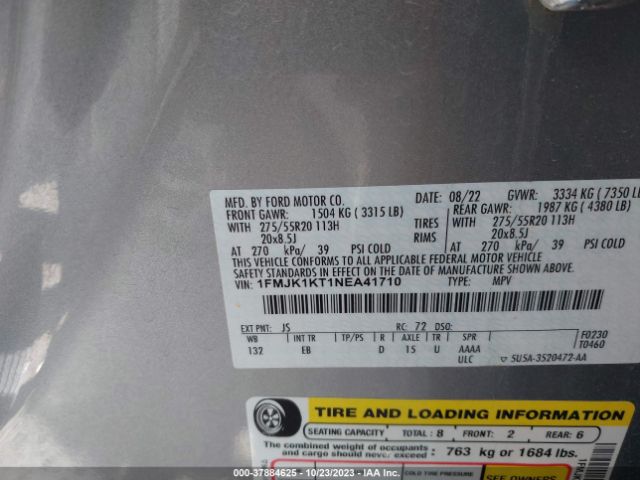 MFD. BY FORD MOTOR CO.
DATE: 08/22 GVWR: 3334 KG ( 7350 LB
FRONT GAWR: 1504 KG ( 3315 LB)
REAR GAWR: 1987 KG ( 4380 LB)
WITH 275/55R20 113H TIRES WITH 275/55R20 113H
20x8.5J RIMS 20x8.5J
AT 270 kPa/ 39 PSI COLD AT 270 kPa/ 39 PSI COLD
THIS VEHICLE CONFORMS TO ALL APPLICABLE FEDERAL MOTOR VEHICLE
SAFETY STANDARDS IN EFFECT ON THE DATE OF MANUFACTURE SHOWN ABOVE.
VIN: 1FMJK1KT1NEA41710 TYPE: MPV
EXT PNT: JS RC: 72 DSO:
WB INT TR TP/PS R AXLE TR SPR
132 EB D 15 U AAAA
ULC
F0230
T0460
5U5A-3520472-AA
TIRE AND LOADING INFORMATION
SEATING CAPACITY TOTAL: 8 FRONT: 2 REAR: 6
The combined weight of occupants
and cargo should never exceed: 763 kg or 1684 lbs.
COLD TIRE PRESSURE
SEE OWNERS
00-37884625 - 10/23/2023 - © IAA Inc.